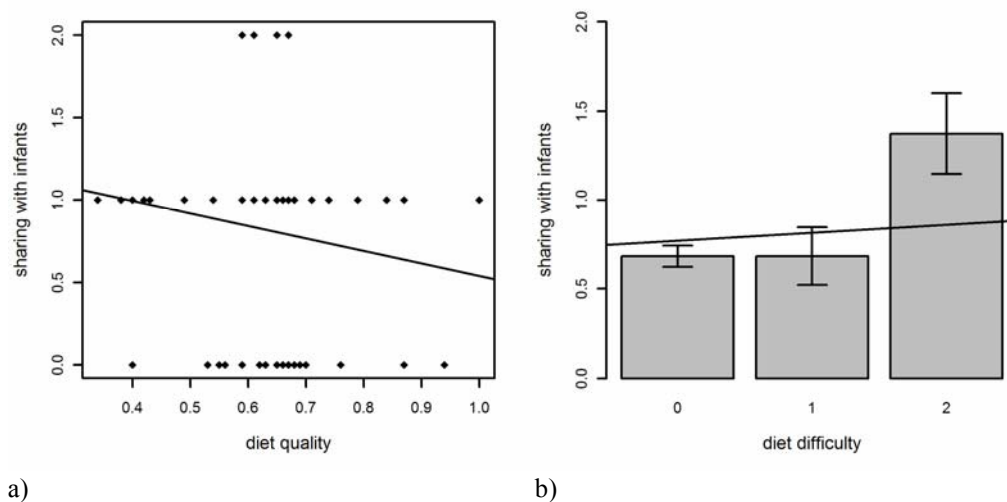 sharing with infants
2.0
1.5
1.0
0.5
0.0
0.4 0.5 0.6 0.7 0.8 0.9 1.0
diet quality
a)
sharing with infants
2.0
1.5
1.0
0.5
0.0
0 1 2
diet difficulty
b)